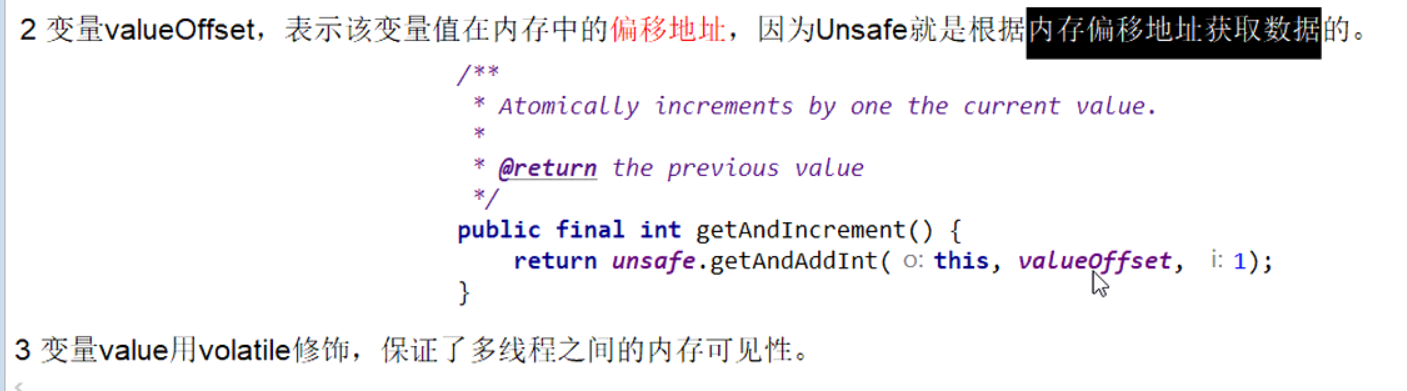 2 变量valueOffset，表示该变量值在内存中的偏移地址，因为Unsafe就是根据内存偏移地址获取数据的。
/**
 * Atomically increments by one the current value.
 *
 * @return the previous value
 */
public final int getAndIncrement() {
    return unsafe.getAndAddInt( o: this, valueOffset, i: 1);
}
3 变量value用volatile修饰，保证了多线程之间的内存可见性。